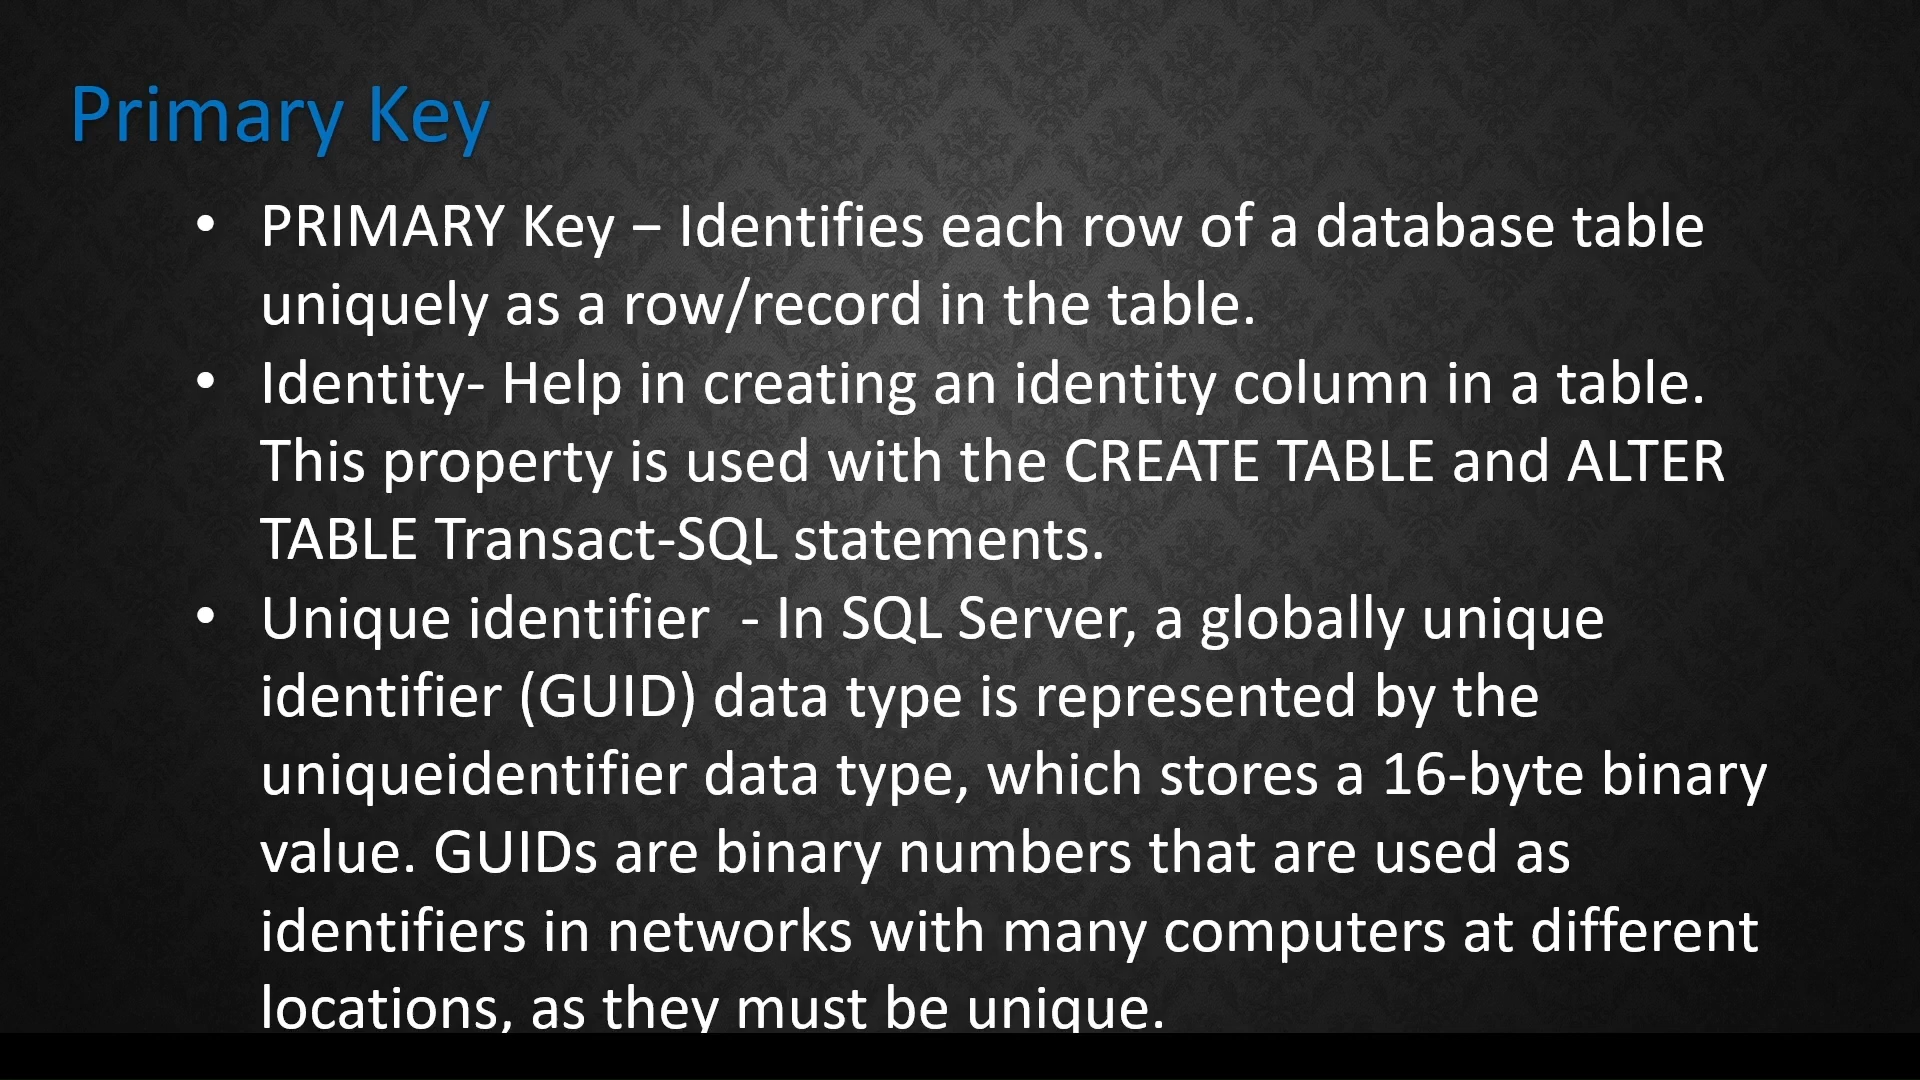 Primary Key
• PRIMARY Key – Identifies each row of a database table
uniquely as a row/record in the table.
• Identity- Help in creating an identity column in a table.
This property is used with the CREATE TABLE and ALTER
TABLE Transact-SQL statements.
• Unique identifier  - In SQL Server, a globally unique
identifier (GUID) data type is represented by the
uniqueidentifier data type, which stores a 16-byte binary
value. GUIDs are binary numbers that are used as
identifiers in networks with many computers at different
locations, as they must be unique.